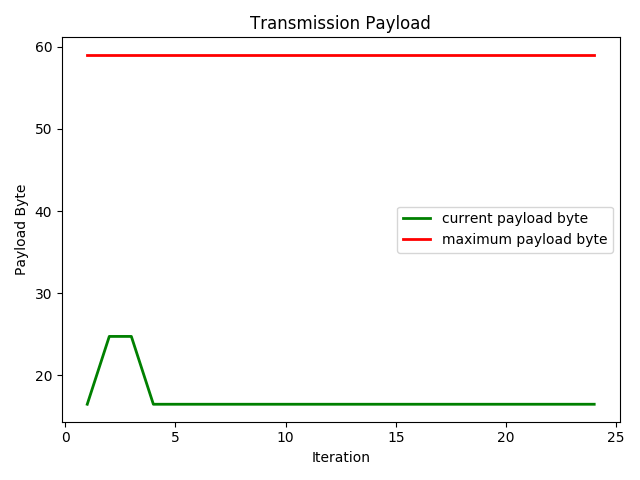 Transmission Payload
60
50
40
30
20
Payload Byte
current payload byte
maximum payload byte
0
5
10
15
20
25
Iteration